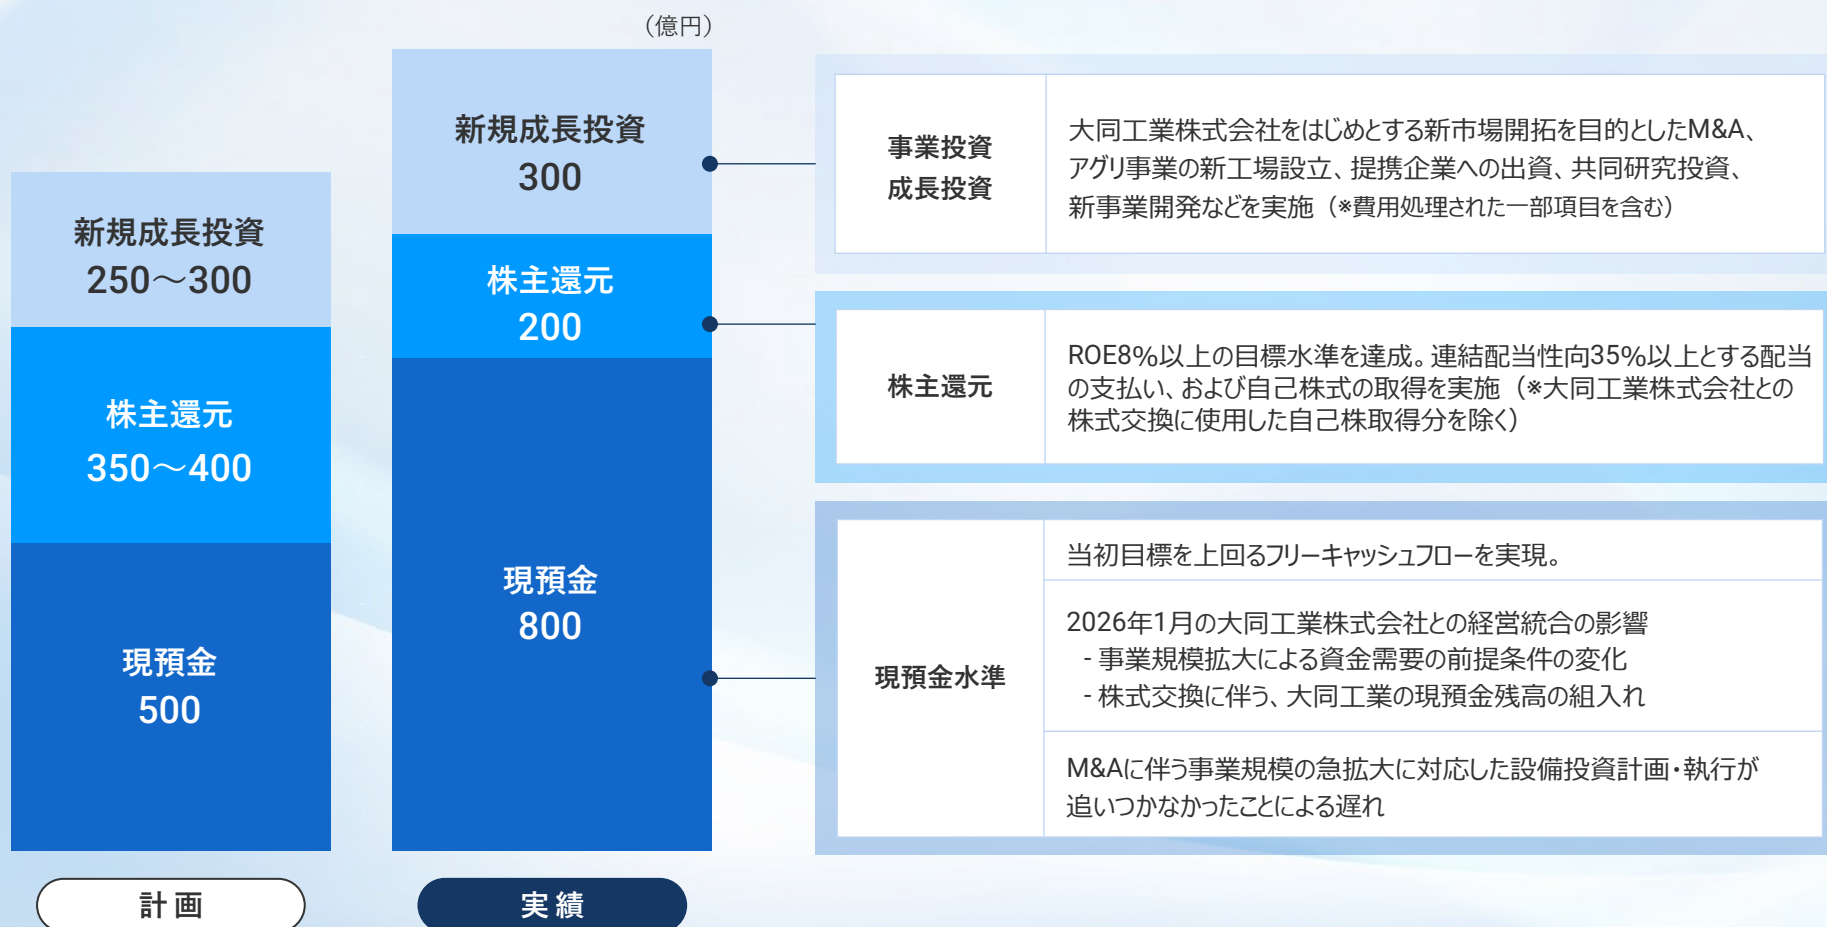 （億円）
新規成長投資
250～300
株主還元
350～400
現預金
500
計画
新規成長投資
300
株主還元
200
現預金
800
実績
事業投資
成長投資
大同工業株式会社をはじめとする新市場開拓を目的としたM&A、
アグリ事業の新工場設立、提携企業への出資、共同研究投資、
新事業開発などを実施（※費用処理された一部項目を含む）
株主還元
ROE8％以上の目標水準を達成。連結配当性向35％以上とする配当
の支払い、および自己株式の取得を実施（※大同工業株式会社との
株式交換に使用した自己株取得分を除く）
現預金水準
当初目標を上回るフリーキャッシュフローを実現。
2026年1月の大同工業株式会社との経営統合の影響
- 事業規模拡大による資金需要の前提条件の変化
- 株式交換に伴う、大同工業の現預金残高の組入れ
M&Aに伴う事業規模の急拡大に対応した設備投資計画・執行が
追いつかなかったことによる遅れ